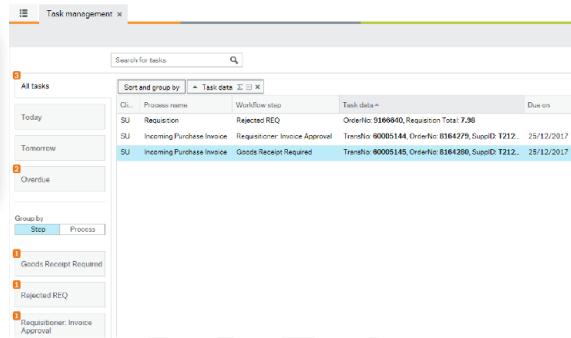 Task management ×
Search for tasks
3
All tasks
Sort and group by
Task data Σ ×
Cli.. Process name Workflow step Task data Due on
Today
SU Requisition Rejected REQ OrderNo: 9166640, Requisition Total: 7.98
SU Incoming Purchase Invoice Requisitioner: Invoice Approval TransNo: 60005144, OrderNo: 8164279, SuppID: T212... 25/12/2017
Tomorrow
SU Incoming Purchase Invoice Goods Receipt Required TransNo: 60005145, OrderNo: 8164280, SuppID: T212... 25/12/2017
2
Overdue
Group by
Step Process
1
Goods Receipt Required
1
Rejected REQ
1
Requisitioner: Invoice
Approval